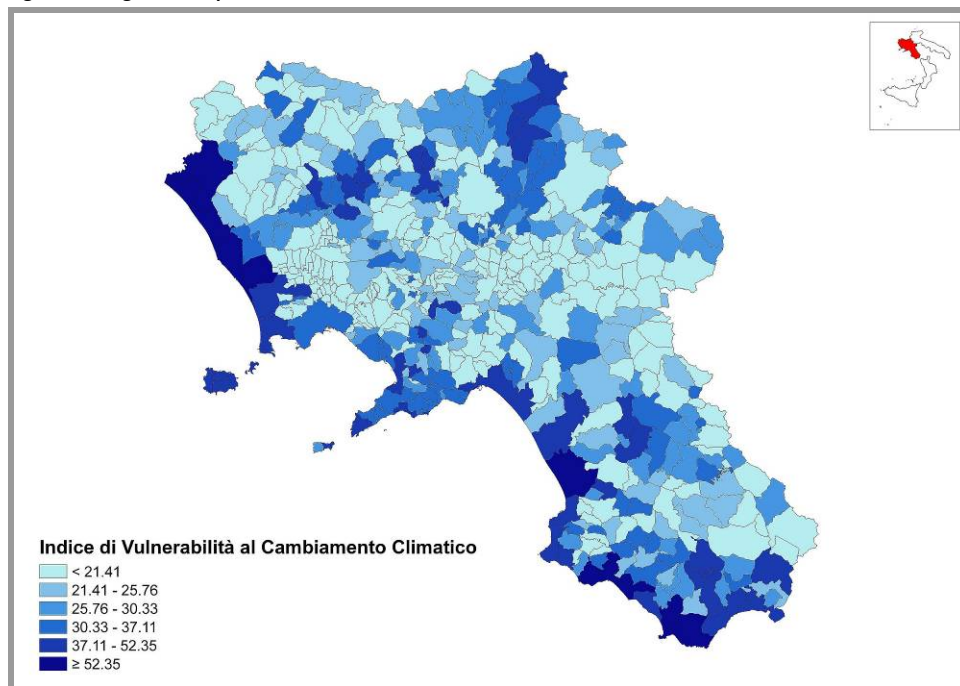 Indice di Vulnerabilità al Cambiamento Climatico
< 21.41
21.41 - 25.76
25.76 - 30.33
30.33 - 37.11
37.11 - 52.35
≥ 52.35